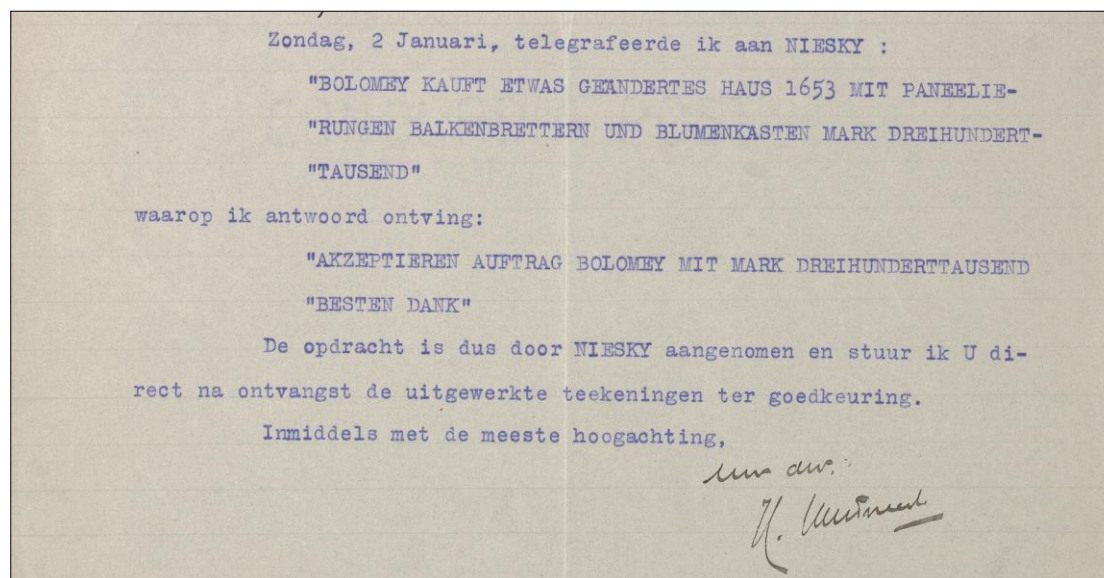 Zondag, 2 Januari, telegrafeerde ik aan NIESKY :
"BOLOMEY KAUFT ETWAS GEÄNDERTES HAUS 1653 MIT PANEELIE-
"RUNGEN BALKENBRETTERN UND BLUMENKASTEN MARK DREIHUNDERT-
"TAUSEND"
waarop ik antwoord ontving:
"AKZEPTIEREN AUFTRAG BOLOMEY MIT MARK DREIHUNDERTTAUSEND
"BESTEN DANK"
De opdracht is dus door NIESKY aangenomen en stuur ik U di-
rect na ontvangst de uitgewerkte teekeningen ter goedkeuring.
Inmiddels met de meeste hoogachting,
Uw dw.
H.